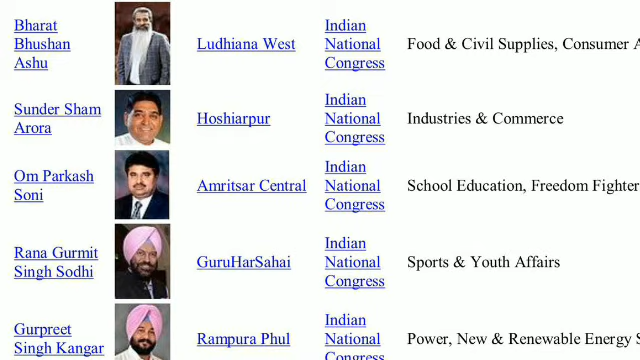 Bharat
Bhushan
Ashu
Ludhiana West
Indian
National
Congress
Food & Civil Supplies, Consumer A
Sunder Sham
Arora
Hoshiarpur
Indian
National
Congress
Industries & Commerce
Om Parkash
Soni
Amritsar Central
Indian
National
Congress
School Education, Freedom Fighter
Rana Gurmit
Singh Sodhi
GuruHarSahai
Indian
National
Congress
Sports & Youth Affairs
Gurpreet
Singh Kangar
Rampura Phul
Indian
National
Congress
Power, New & Renewable Energy S